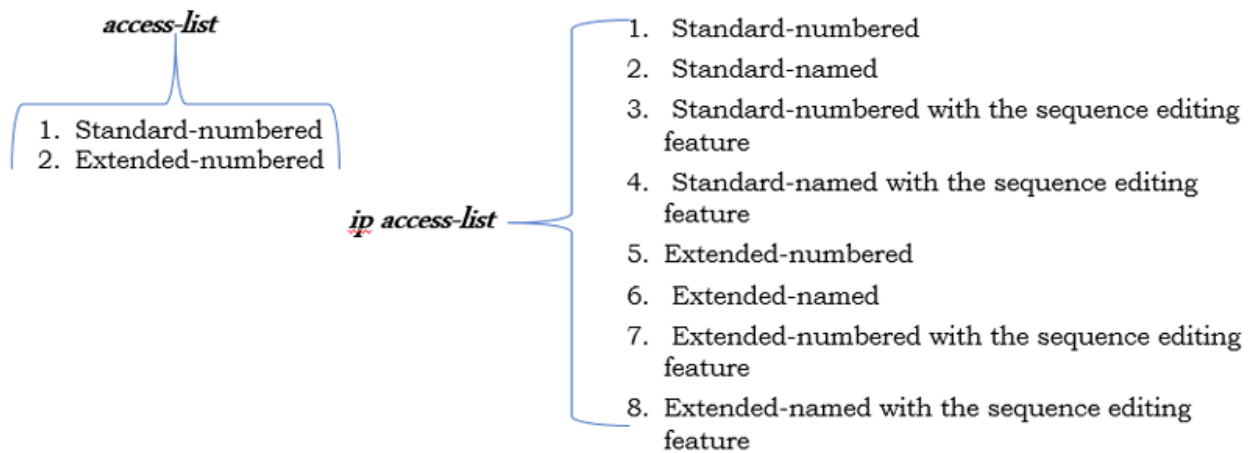 access-list
1. Standard-numbered
2. Extended-numbered
ip access-list
1. Standard-numbered
2. Standard-named
3. Standard-numbered with the sequence editing
feature
4. Standard-named with the sequence editing
feature
5. Extended-numbered
6. Extended-named
7. Extended-numbered with the sequence editing
feature
8. Extended-named with the sequence editing
feature